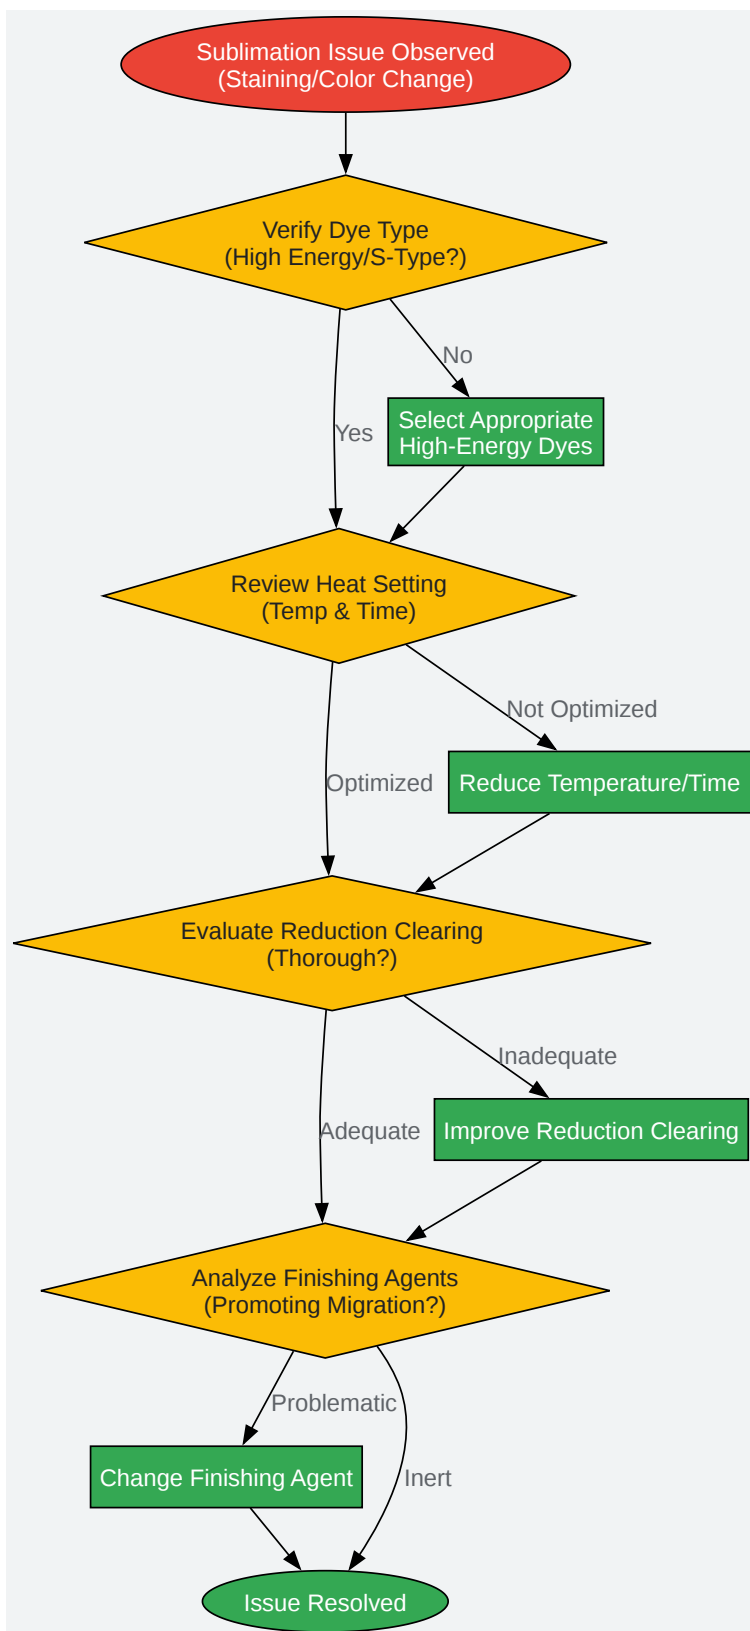 Sublimation Issue Observed
(Staining/Color Change)
Verify Dye Type
(High Energy/S-Type?)
No
Select Appropriate
High-Energy Dyes
Yes
Review Heat Setting
(Temp & Time)
Not Optimized
Reduce Temperature/Time
Optimized
Evaluate Reduction Clearing
(Thorough?)
Inadequate
Improve Reduction Clearing
Adequate
Analyze Finishing Agents
(Promoting Migration?)
Problematic
Change Finishing Agent
Inert
Issue Resolved